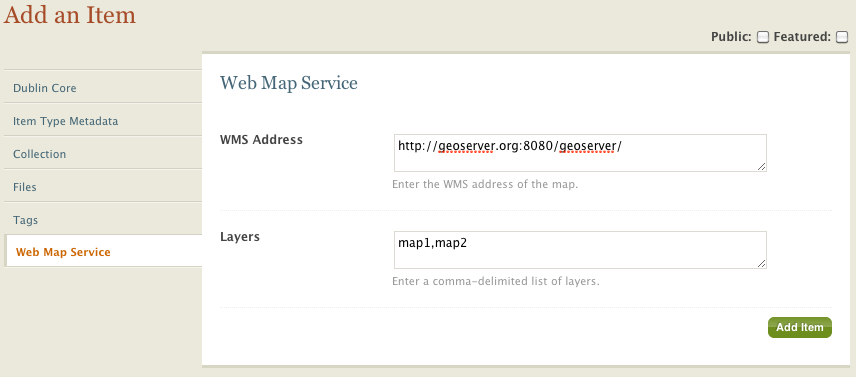 Add an Item
Public: Featured:
Dublin Core
Item Type Metadata
Collection
Files
Tags
Web Map Service
Web Map Service
WMS Address
http://geoserver.org:8080/geoserver/
Enter the WMS address of the map.
Layers
map1,map2
Enter a comma-delimited list of layers.
Add Item